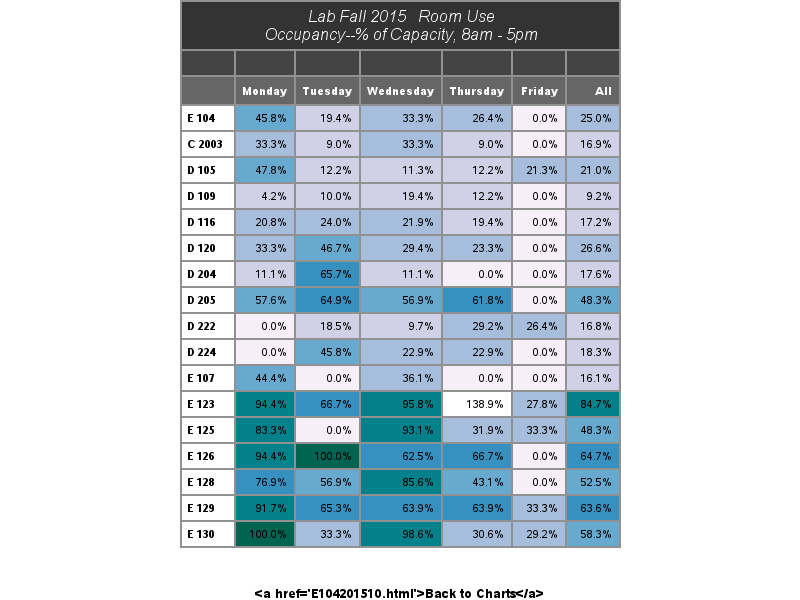 Lab Fall 2015 Room Use
Occupancy--% of Capacity, 8am - 5pm
Monday Tuesday Wednesday Thursday Friday All
E 104 45.8% 19.4% 33.3% 26.4% 0.0% 25.0%
C 2003 33.3% 9.0% 33.3% 9.0% 0.0% 16.9%
D 105 47.8% 12.2% 11.3% 12.2% 21.3% 21.0%
D 109 4.2% 10.0% 19.4% 12.2% 0.0% 9.2%
D 116 20.8% 24.0% 21.9% 19.4% 0.0% 17.2%
D 120 33.3% 46.7% 29.4% 23.3% 0.0% 26.6%
D 204 11.1% 65.7% 11.1% 0.0% 0.0% 17.6%
D 205 57.6% 64.9% 56.9% 61.8% 0.0% 48.3%
D 222 0.0% 18.5% 9.7% 29.2% 26.4% 16.8%
D 224 0.0% 45.8% 22.9% 22.9% 0.0% 18.3%
E 107 44.4% 0.0% 36.1% 0.0% 0.0% 16.1%
E 123 94.4% 66.7% 95.8% 138.9% 27.8% 84.7%
E 125 83.3% 0.0% 93.1% 31.9% 33.3% 48.3%
E 126 94.4% 100.0% 62.5% 66.7% 0.0% 64.7%
E 128 76.9% 56.9% 85.6% 43.1% 0.0% 52.5%
E 129 91.7% 65.3% 63.9% 63.9% 33.3% 63.6%
E 130 100.0% 33.3% 98.6% 30.6% 29.2% 58.3%
<a href='E104201510.html'>Back to Charts</a>